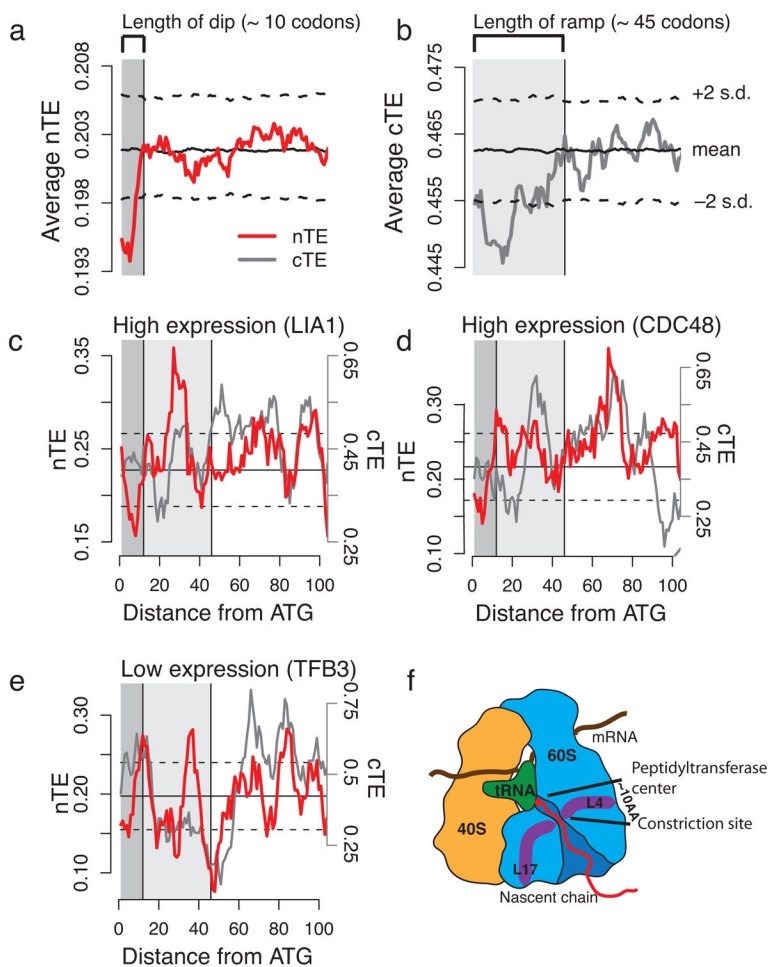 a
Length of dip (~ 10 codons)
Average nTE
0.208
0.203
0.198
0.193
nTE
cTE
b
Length of ramp (~ 45 codons)
Average cTE
0.475
0.465
0.455
0.445
+2 s.d.
mean
−2 s.d.
c
High expression (LIA1)
nTE
0.35
0.25
0.15
cTE
0.65
0.45
0.25
0 20 40 60 80 100
Distance from ATG
d
High expression (CDC48)
nTE
0.30
0.20
0.10
cTE
0.65
0.45
0.25
0 20 40 60 80 100
Distance from ATG
e
Low expression (TFB3)
nTE
0.30
0.20
0.10
cTE
0.75
0.5
0.25
0 20 40 60 80 100
Distance from ATG
f
mRNA
60S
Peptidyltransferase
center
tRNA
L4
~10AA
Constriction site
40S
L17
Nascent chain